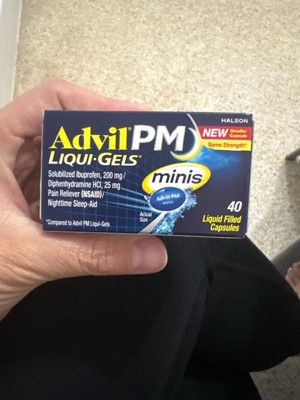 HALEON
Advil PM
LIQUI·GELS®
NEW Smaller Capsule
Same Strength*
minis
Solubilized Ibuprofen, 200 mg /
Diphenhydramine HCl, 25 mg
Pain Reliever (NSAID)/
Nighttime Sleep-Aid
Advil PM
Actual
Size
*Compared to Advil PM Liqui-Gels
40
Liquid Filled
Capsules